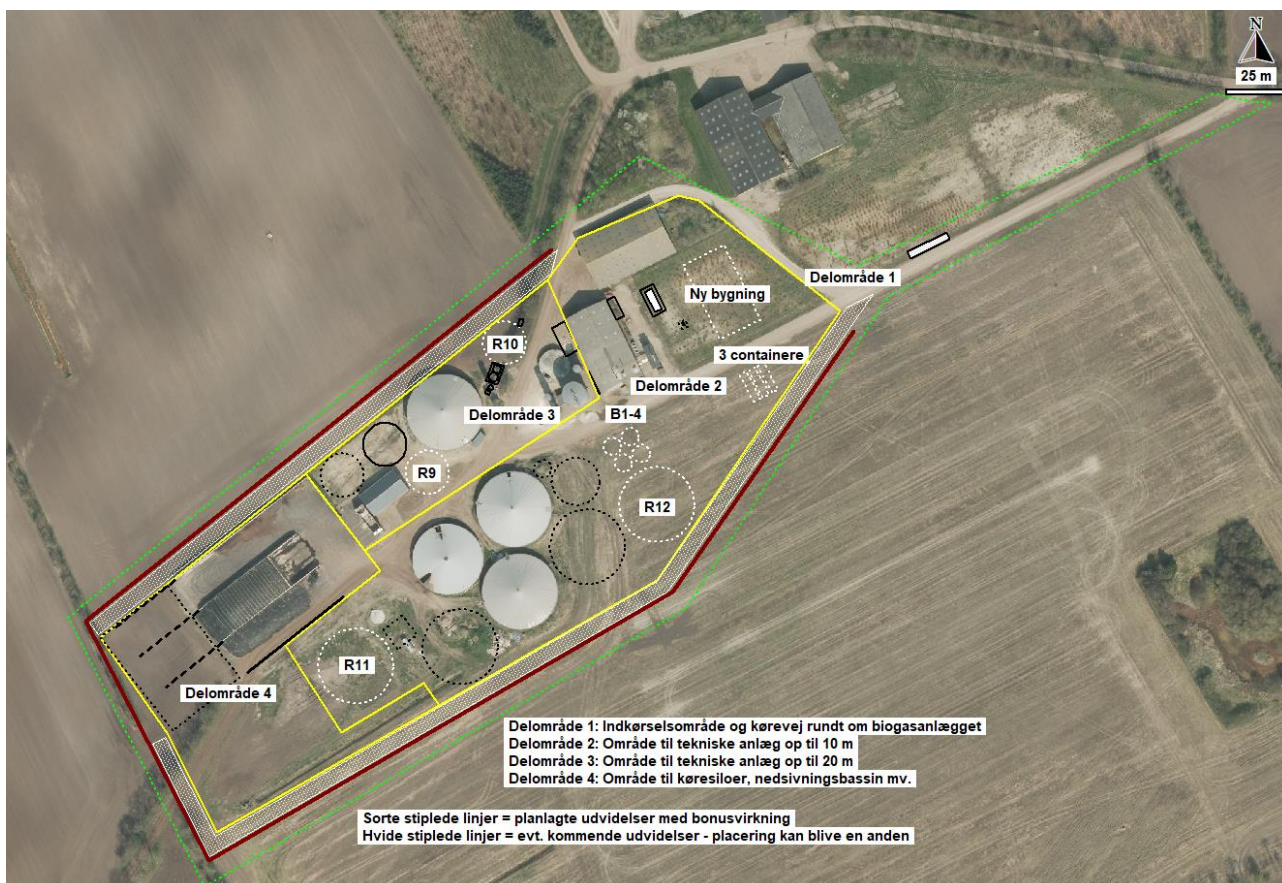 N
25 m
Delområde 1
Ny bygning
R10
3 containere
Delområde 2
Delområde 3
B1-4
R9
R12
R11
Delområde 4
Delområde 1: Indkørselsområde og kørevej rundt om biogasanlægget
Delområde 2: Område til tekniske anlæg op til 10 m
Delområde 3: Område til tekniske anlæg op til 20 m
Delområde 4: Område til køresiloer, nedsivningsbassin mv.
Sorte stiplede linjer = planlagte udvidelser med bonusvirkning
Hvide stiplede linjer = evt. kommende udvidelser - placering kan blive en anden